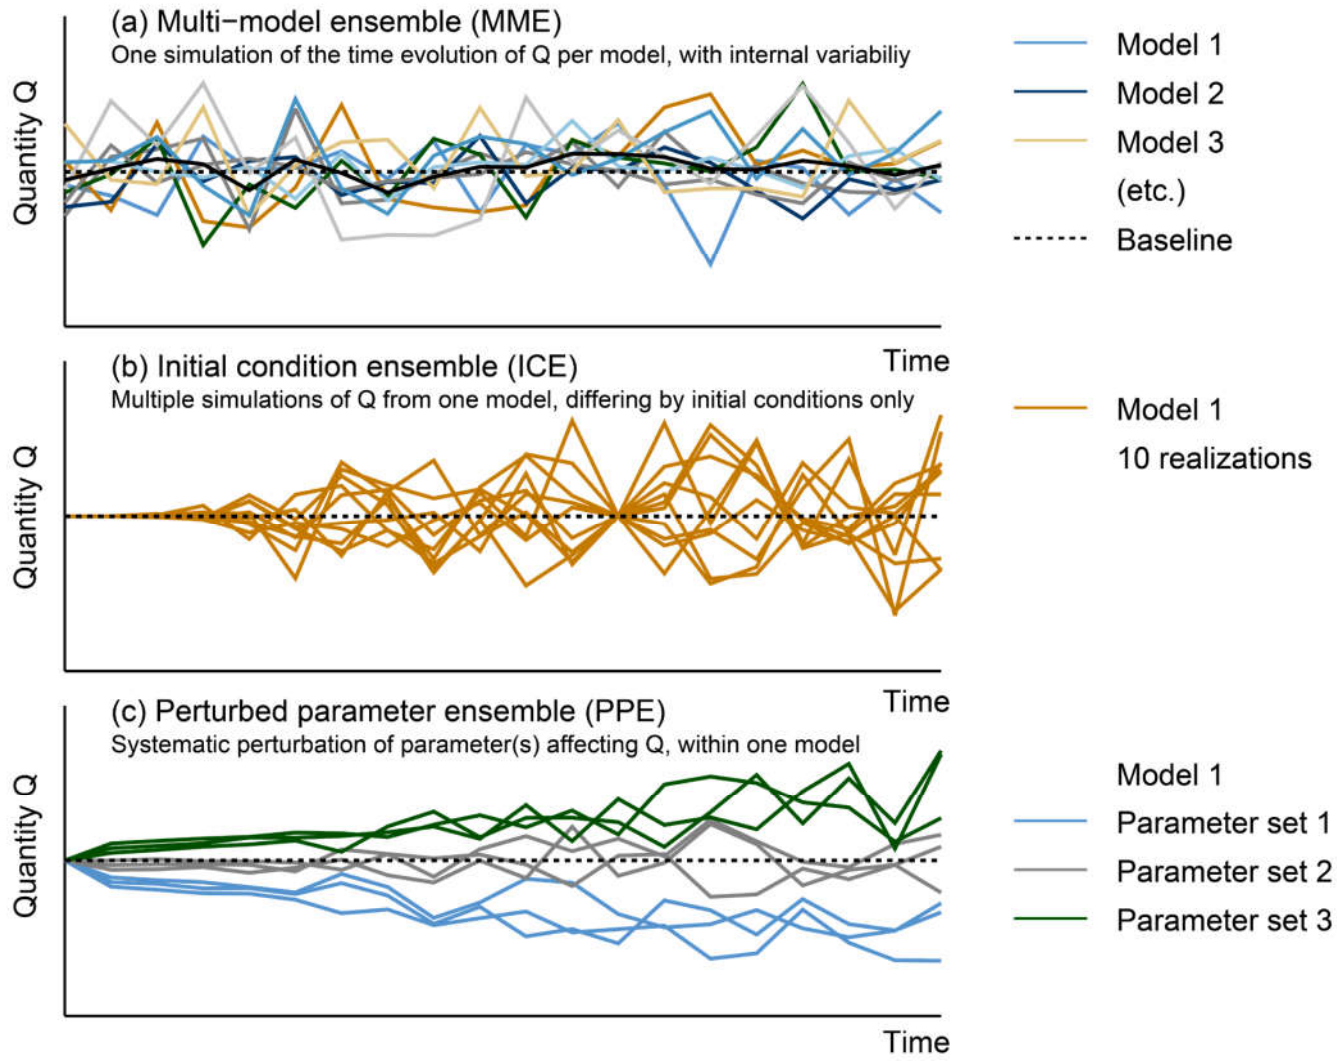 (a) Multi−model ensemble (MME)
One simulation of the time evolution of Q per model, with internal variabiliy
Quantity Q
Time
Model 1
Model 2
Model 3
(etc.)
Baseline
(b) Initial condition ensemble (ICE)
Multiple simulations of Q from one model, differing by initial conditions only
Quantity Q
Time
Model 1
10 realizations
(c) Perturbed parameter ensemble (PPE)
Systematic perturbation of parameter(s) affecting Q, within one model
Quantity Q
Time
Model 1
Parameter set 1
Parameter set 2
Parameter set 3